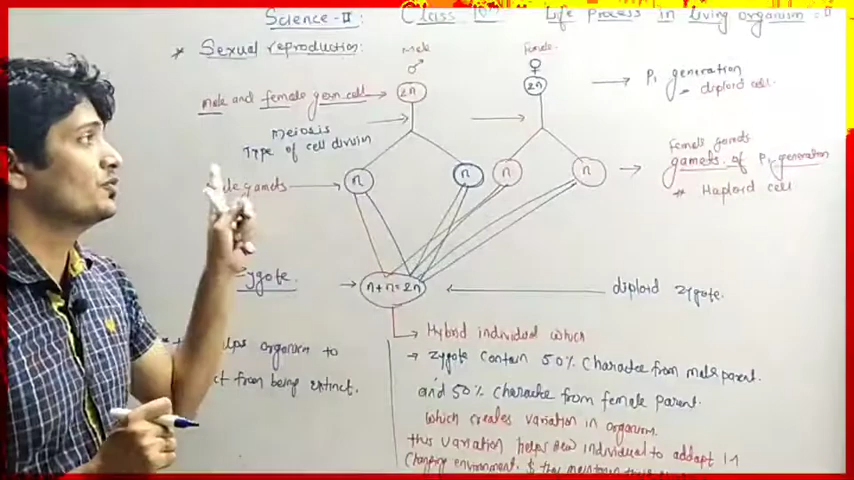 Science-II: Class 10th Life Process in Living organism - II
* Sexual reproduction:
Male
♂
Female
♀
male and female germ cell
2n
2n
P1 generation
diploid cell
meiosis
Type of cell division
gamets
n
n
n
n
gamets of P1 generation
* Haploid cell
zygote
n+n=2n
diploid zygote.
Hybrid individual which
→ zygote contain 50% Character from male parent.
and 50% character from female parent.
which creates variation in organism.
this variation helps new individual to addapt in
Changing environment. &
organism to
from being extinct.